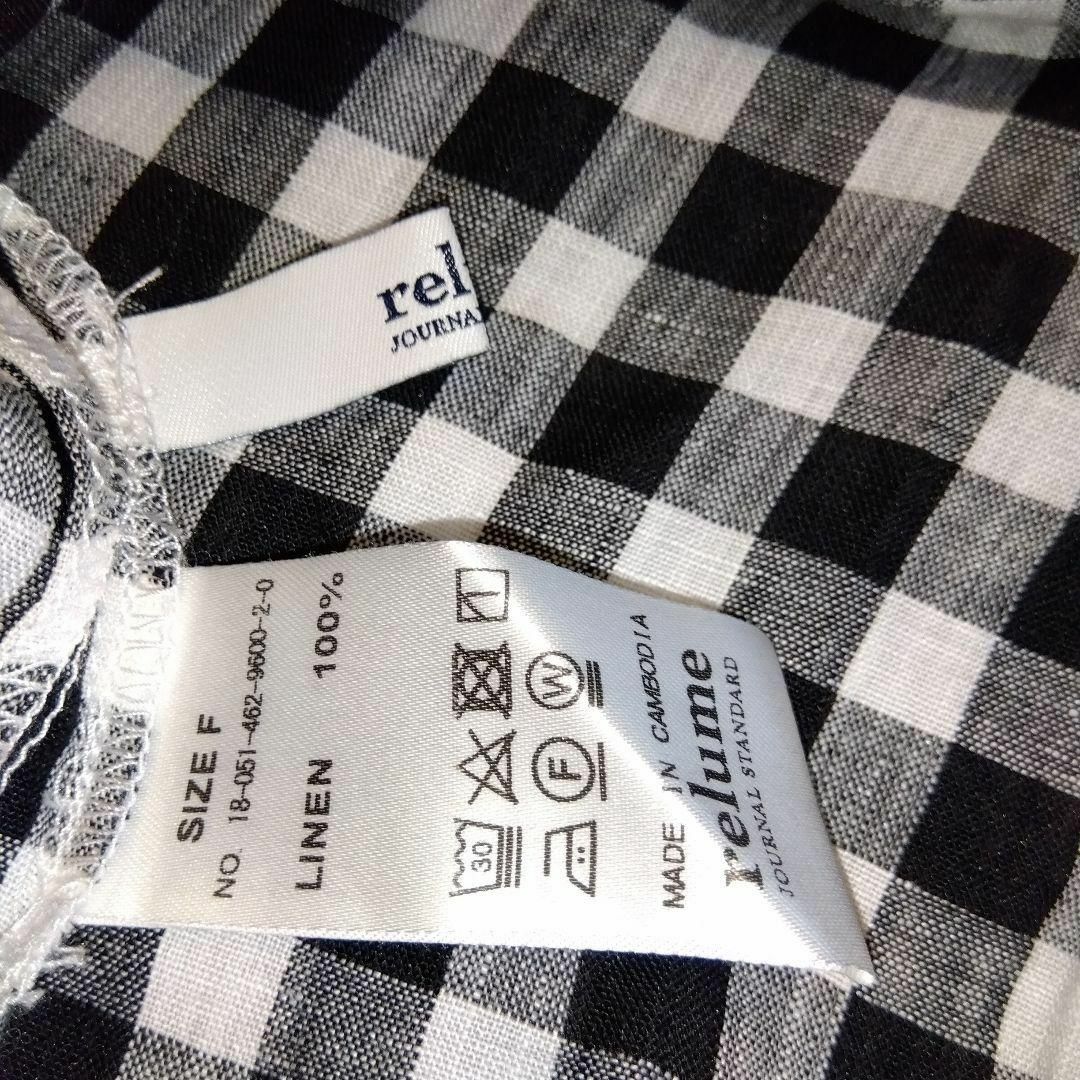 rel
JOURNA
SIZE F
NO. 18-051-462-9600-2-0
LINEN 100%
30
F
W
MADE IN CAMBODIA
relume
JOURNAL STANDARD